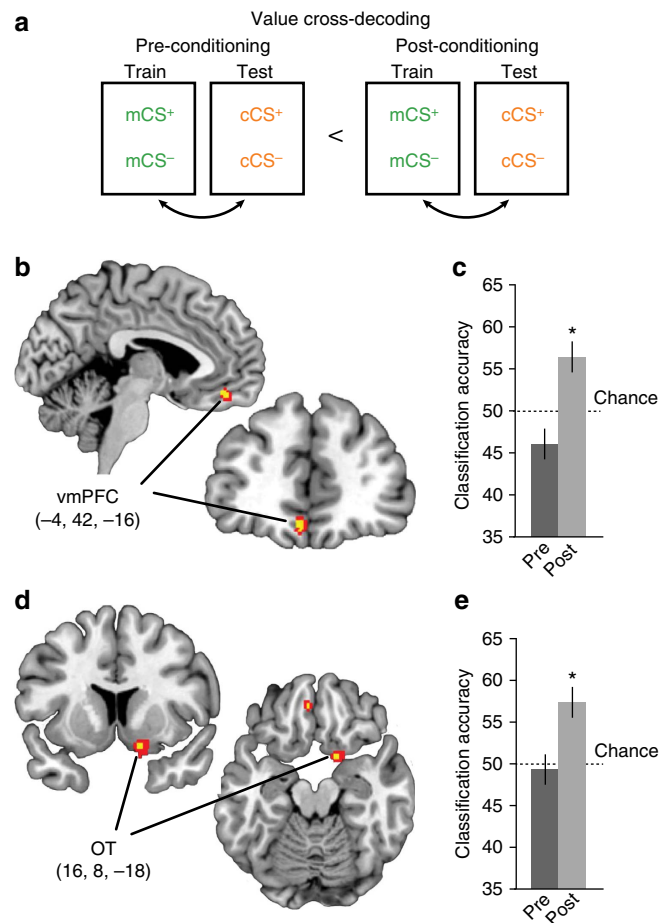 a
Value cross-decoding
Pre-conditioning
Post-conditioning
Train
Test
Train
Test
mCS+
cCS+
<
mCS+
cCS+
mCS–
cCS–
mCS–
cCS–
b
vmPFC
(–4, 42, –16)
c
Classification accuracy
65
60
55
50
45
40
35
*
Chance
Pre
Post
d
OT
(16, 8, –18)
e
Classification accuracy
65
60
55
50
45
40
35
*
Chance
Pre
Post